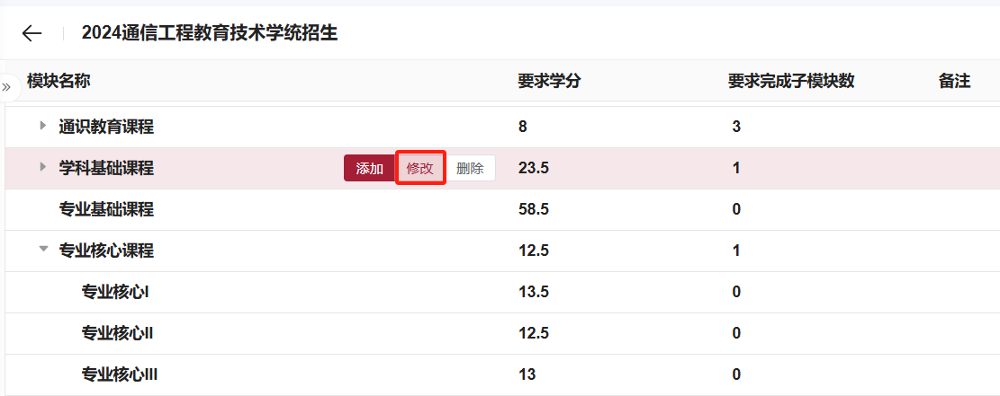 2024通信工程教育技术学统招生
模块名称 要求学分 要求完成子模块数 备注
通识教育课程 8 3
学科基础课程 添加 修改 删除 23.5 1
专业基础课程 58.5 0
专业核心课程 12.5 1
专业核心I 13.5 0
专业核心II 12.5 0
专业核心III 13 0